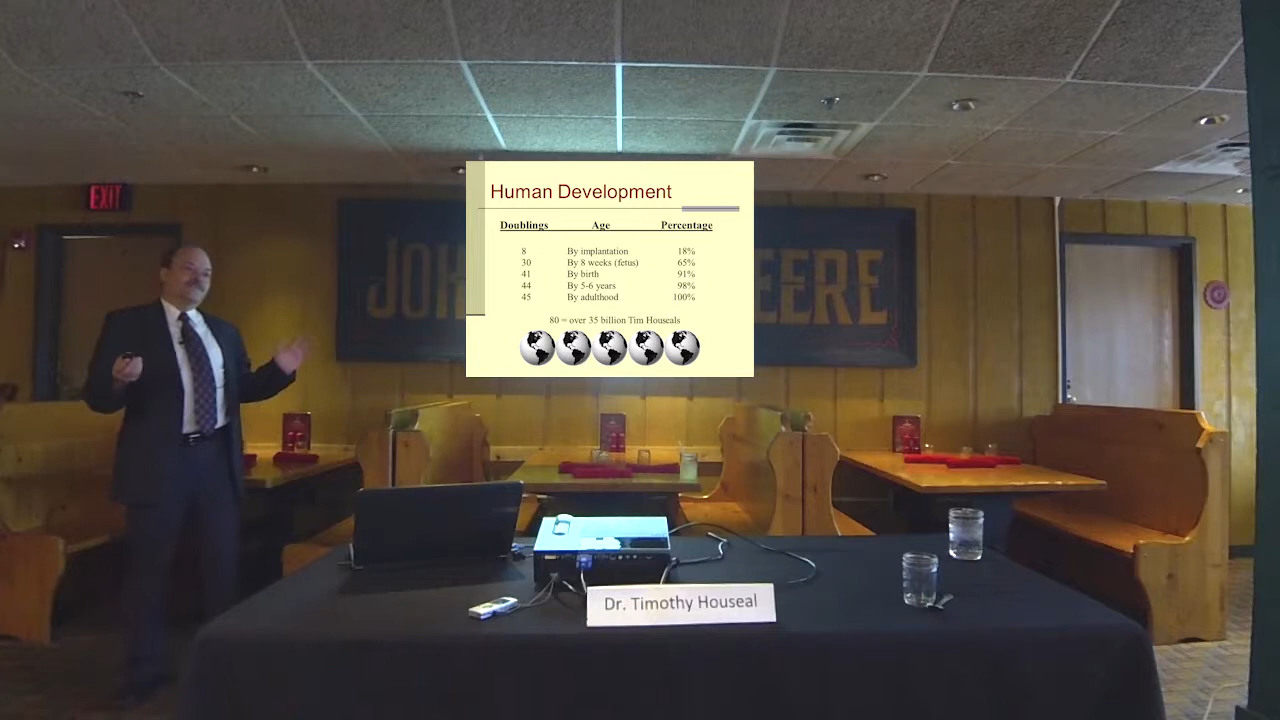 EXIT
JOH
EERE
Human Development
Doublings Age Percentage
8 By implantation 18%
30 By 8 weeks (fetus) 65%
41 By birth 91%
44 By 5-6 years 98%
45 By adulthood 100%
80 = over 35 billion Tim Houseals
Dr. Timothy Houseal